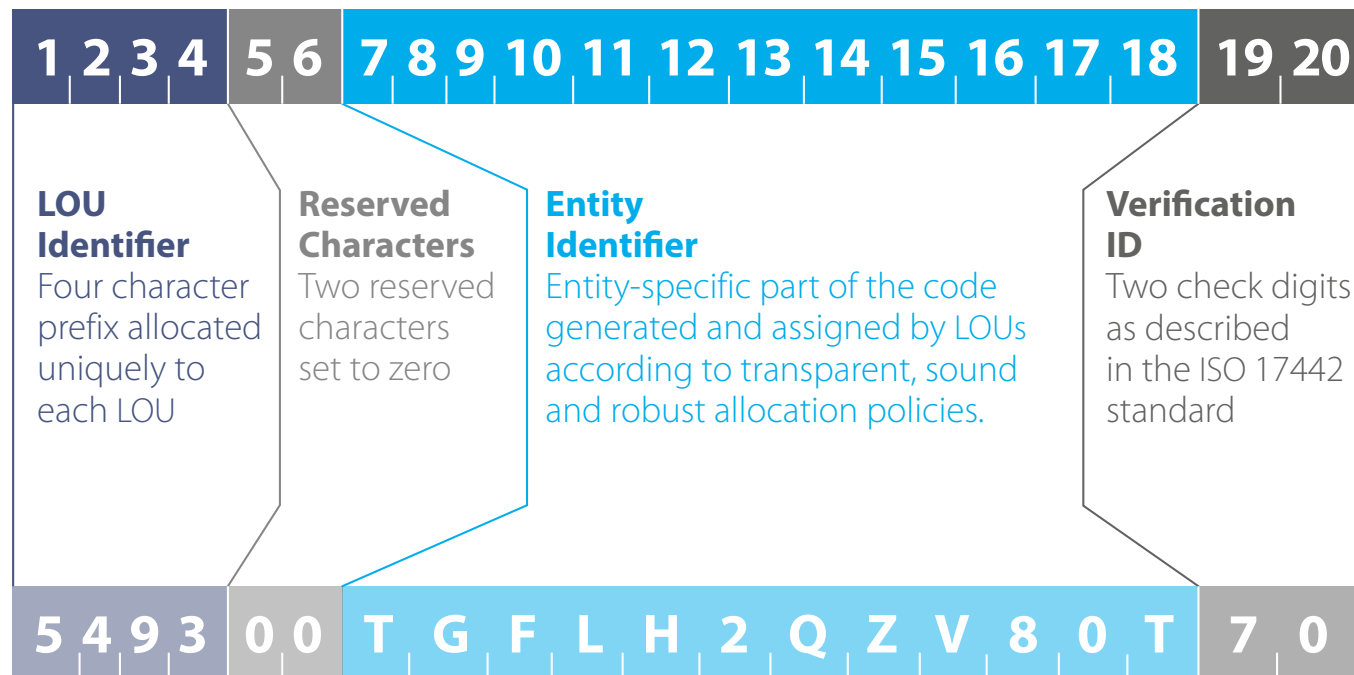 1 2 3 4 5 6 7 8 9 10 11 12 13 14 15 16 17 18 19 20
LOU
Identifier
Four character
prefix allocated
uniquely to
each LOU
Reserved
Characters
Two reserved
characters
set to zero
Entity
Identifier
Entity-specific part of the code
generated and assigned by LOUs
according to transparent, sound
and robust allocation policies.
Verification
ID
Two check digits
as described
in the ISO 17442
standard
5 4 9 3 0 0 T G F L H 2 Q Z V 8 0 T 7 0